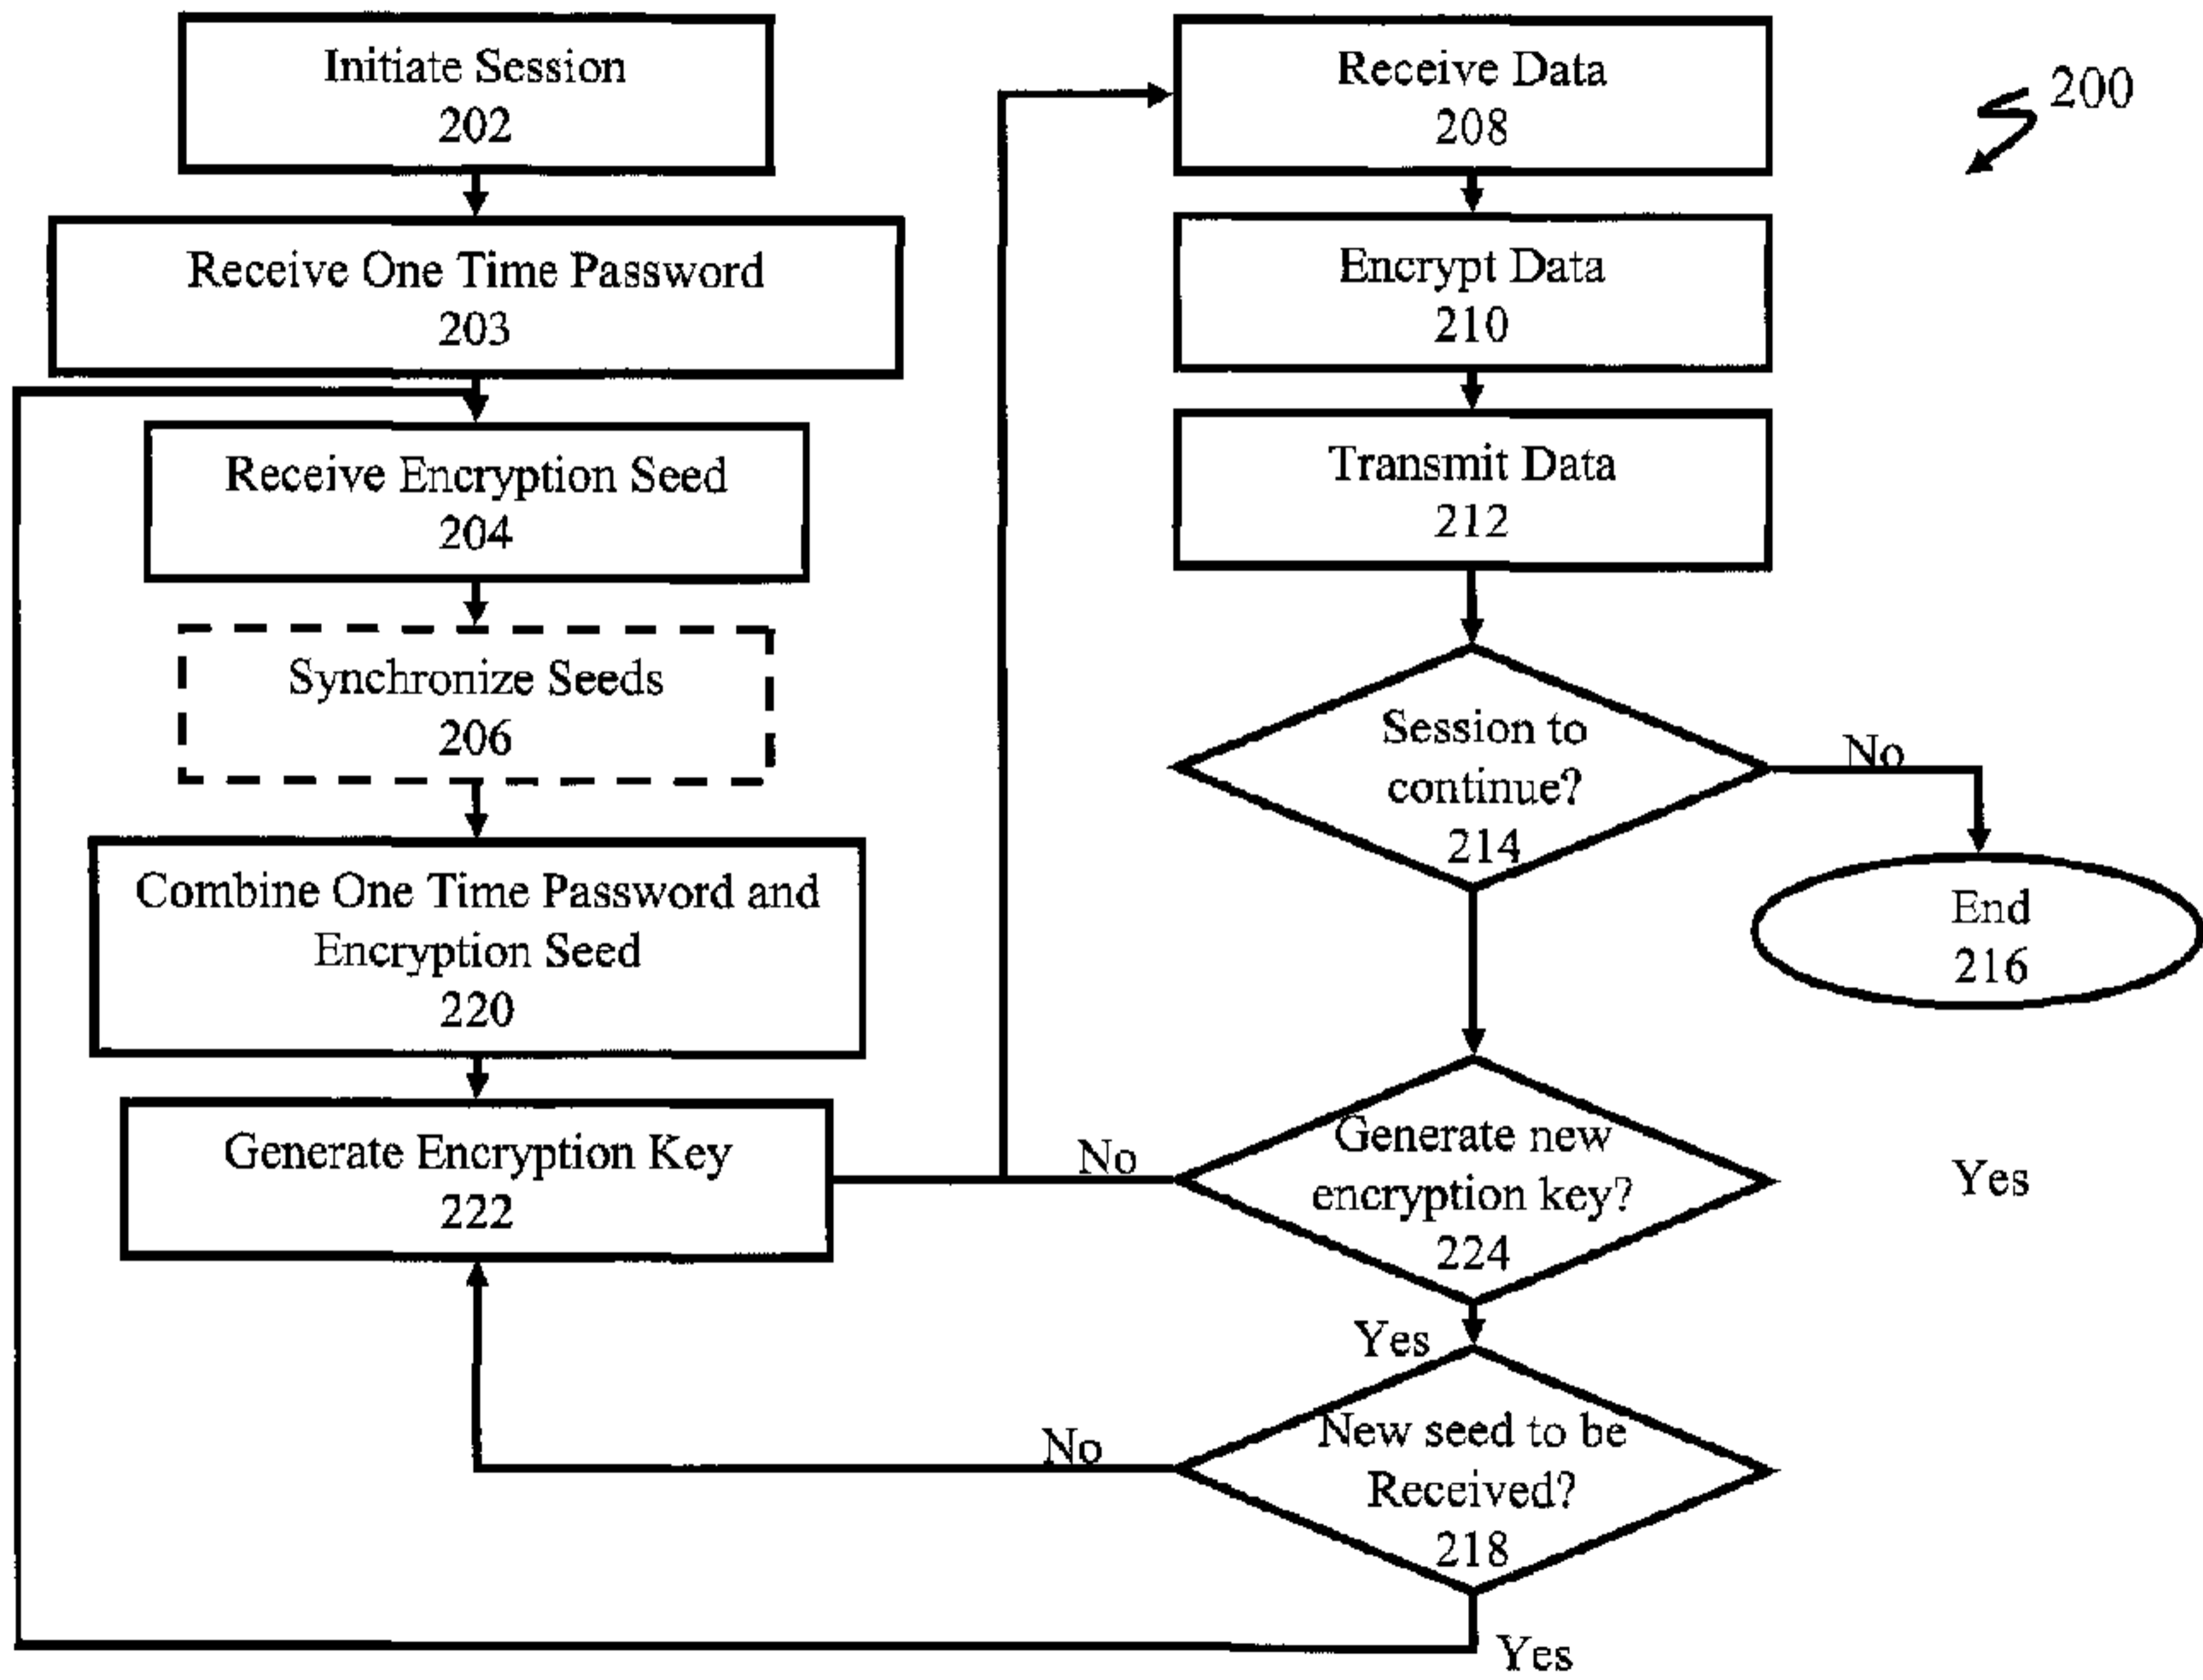 Initiate Session
202
Receive One Time Password
203
Receive Encryption Seed
204
Synchronize Seeds
206
Combine One Time Password and
Encryption Seed
220
Generate Encryption Key
222
Receive Data
208
200
Encrypt Data
210
Transmit Data
212
Session to
continue?
214
No
End
216
Generate new
encryption key?
224
No
Yes
Yes
New seed to be
Received?
218
No
Yes